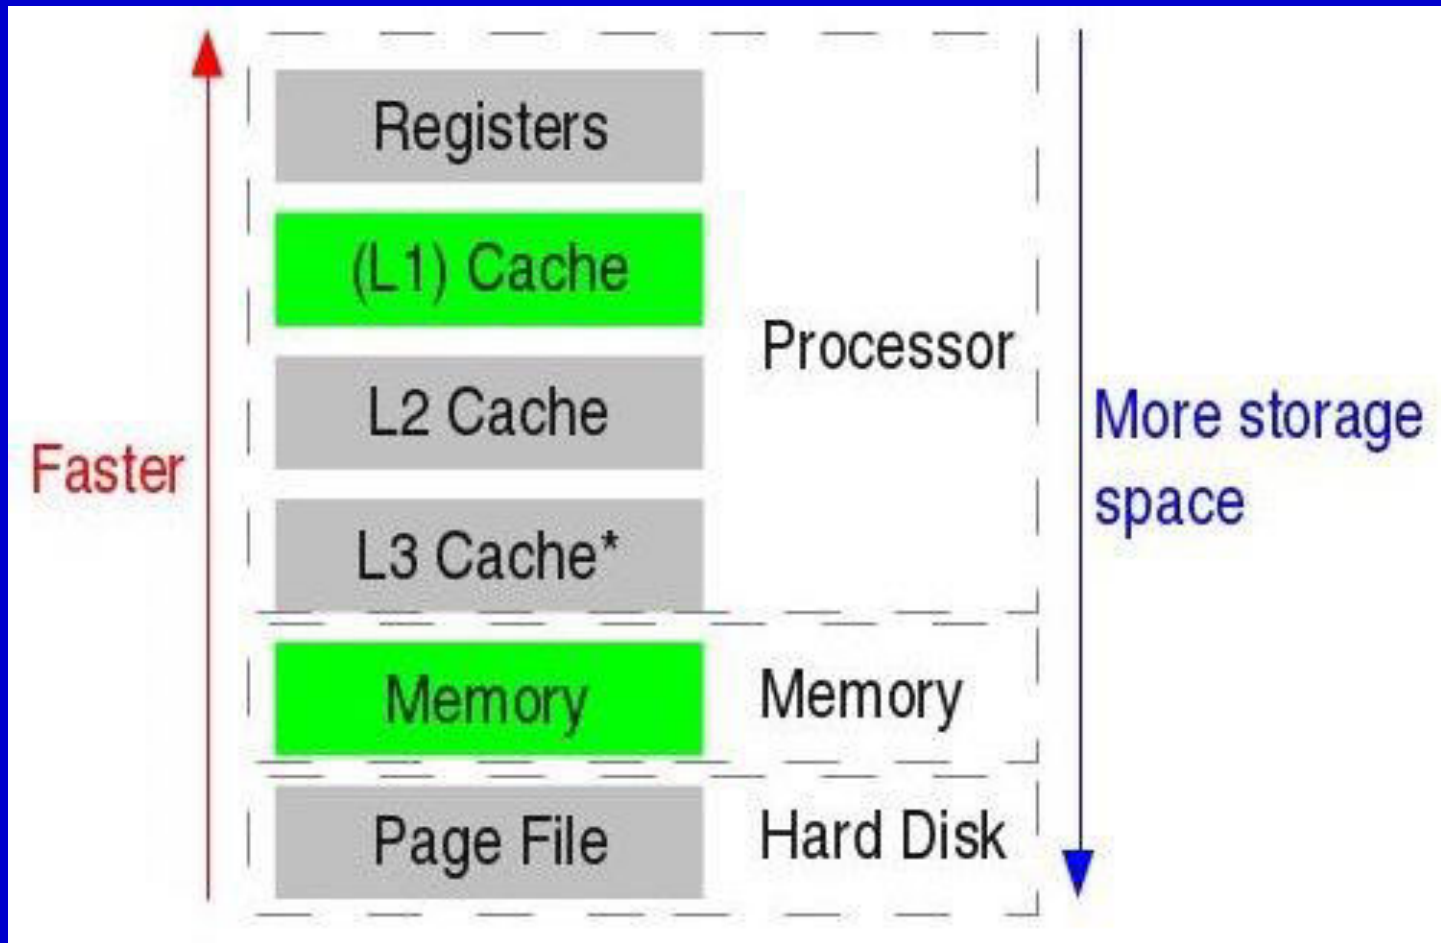 Registers
(L1) Cache
L2 Cache
L3 Cache*
Processor
Memory
Memory
Page File
Hard Disk
Faster
More storage
space